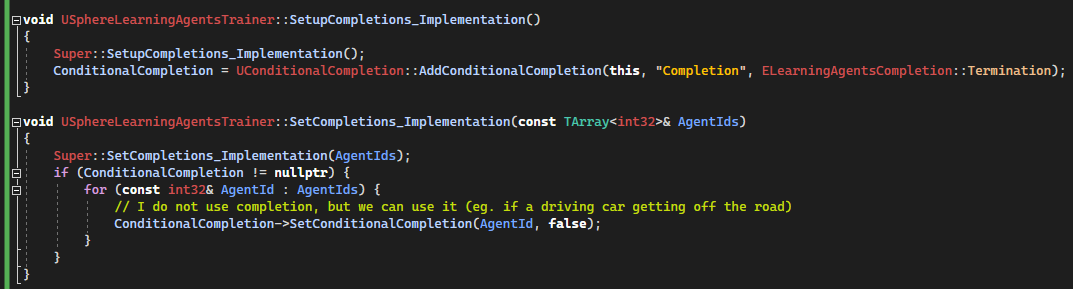 void USphereLearningAgentsTrainer::SetupCompletions_Implementation()
{
    Super::SetupCompletions_Implementation();
    ConditionalCompletion = UConditionalCompletion::AddConditionalCompletion(this, "Completion", ELearningAgentsCompletion::Termination);
}

void USphereLearningAgentsTrainer::SetCompletions_Implementation(const TArray<int32>& AgentIds)
{
    Super::SetCompletions_Implementation(AgentIds);
    if (ConditionalCompletion != nullptr) {
        for (const int32& AgentId : AgentIds) {
            // I do not use completion, but we can use it (eg. if a driving car getting off the road)
            ConditionalCompletion->SetConditionalCompletion(AgentId, false);
        }
    }
}